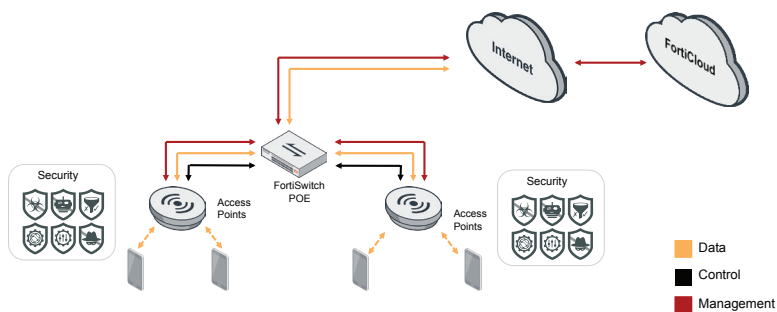 Internet
FortiCloud
FortiSwitch
POE
Security
Access
Points
Security
Access
Points
Data
Control
Management